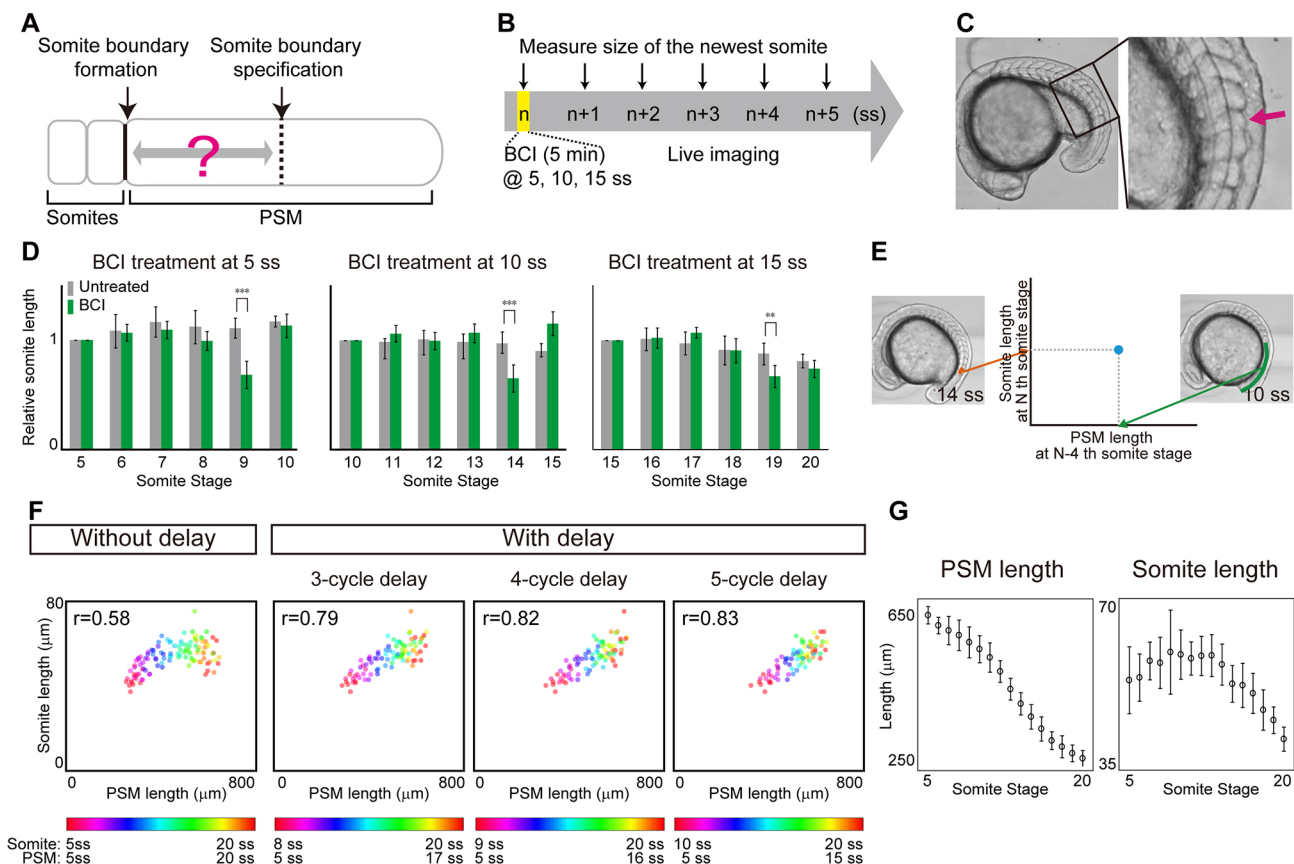 A
Somite boundary
formation
Somite boundary
specification
?
Somites
PSM
B
Measure size of the newest somite
n n+1 n+2 n+3 n+4 n+5 (ss)
BCI (5 min)
@ 5, 10, 15 ss
Live imaging
C
D
BCI treatment at 5 ss
BCI treatment at 10 ss
BCI treatment at 15 ss
Untreated
BCI
***
***
**
Relative somite length
1
0
5 6 7 8 9 10
10 11 12 13 14 15
15 16 17 18 19 20
Somite Stage
Somite Stage
Somite Stage
E
14 ss
Somite length
at N th somite stage
10 ss
PSM length
at N-4 th somite stage
F
Without delay
With delay
3-cycle delay
4-cycle delay
5-cycle delay
80
r=0.58
r=0.79
r=0.82
r=0.83
Somite length (μm)
0
0 800
0 800
0 800
0 800
PSM length (μm)
PSM length (μm)
PSM length (μm)
PSM length (μm)
Somite: 5ss 20 ss
PSM: 5ss 20 ss
8 ss 20 ss
5 ss 17 ss
9 ss 20 ss
5 ss 16 ss
10 ss 20 ss
5 ss 15 ss
G
PSM length
Somite length
650
250
Length (μm)
5 20
Somite Stage
70
35
5 20
Somite Stage